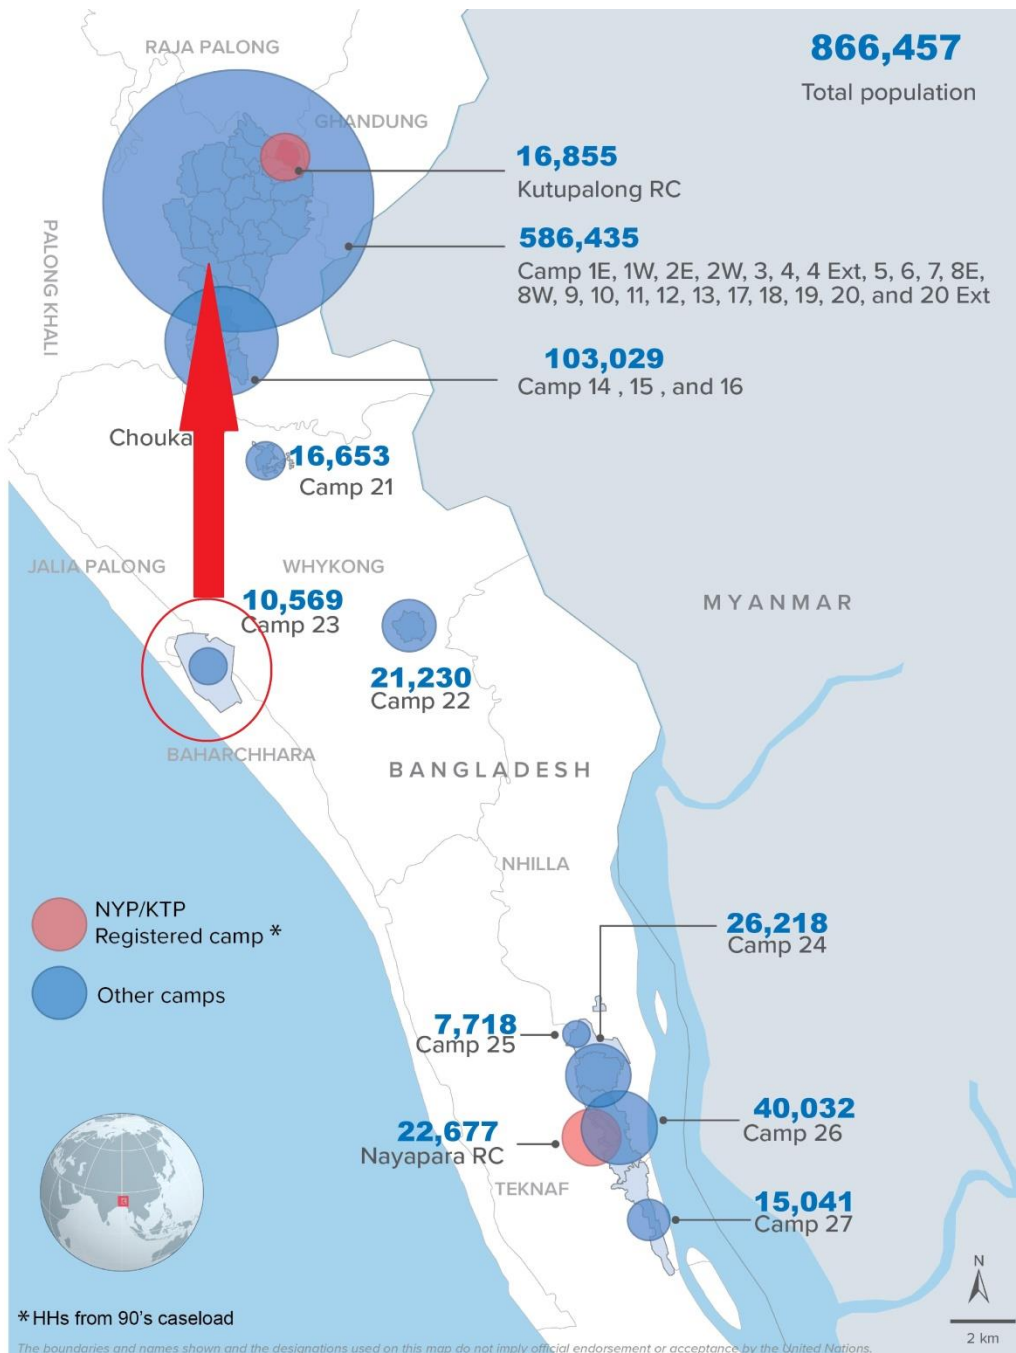 RAJA PALONG
866,457
Total population
GHANDUNG
16,855
Kutupalong RC
PALONG KHALI
586,435
Camp 1E, 1W, 2E, 2W, 3, 4, 4 Ext, 5, 6, 7, 8E,
8W, 9, 10, 11, 12, 13, 17, 18, 19, 20, and 20 Ext
103,029
Camp 14 , 15 , and 16
Chouka
16,653
Camp 21
JALIA PALONG
WHYKONG
10,569
Camp 23
MYANMAR
21,230
Camp 22
BAHARCHHARA
BANGLADESH
NHILLA
NYP/KTP
Registered camp *
26,218
Camp 24
Other camps
7,718
Camp 25
40,032
Camp 26
22,677
Nayapara RC
TEKNAF
15,041
Camp 27
N
2 km
* HHs from 90's caseload
The boundaries and names shown and the designations used on this map do not imply official endorsement or acceptance by the United Nations.